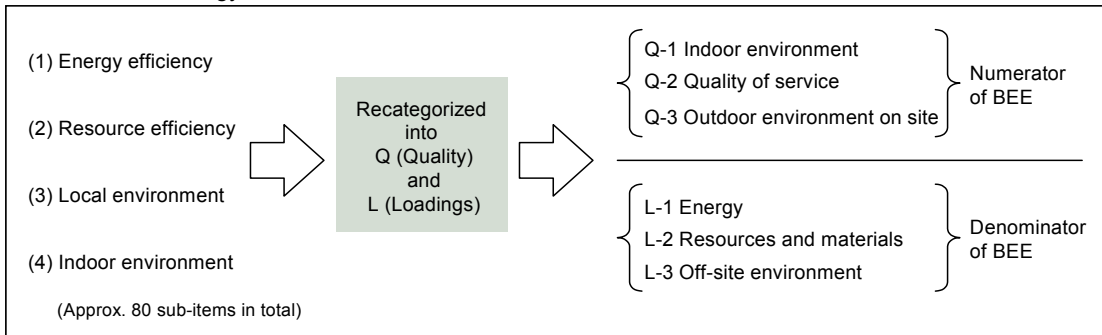 (1) Energy efficiency
(2) Resource efficiency
(3) Local environment
(4) Indoor environment
(Approx. 80 sub-items in total)
Recategorized
into
Q (Quality)
and
L (Loadings)
Q-1 Indoor environment
Q-2 Quality of service
Q-3 Outdoor environment on site
Numerator
of BEE
L-1 Energy
L-2 Resources and materials
L-3 Off-site environment
Denominator
of BEE